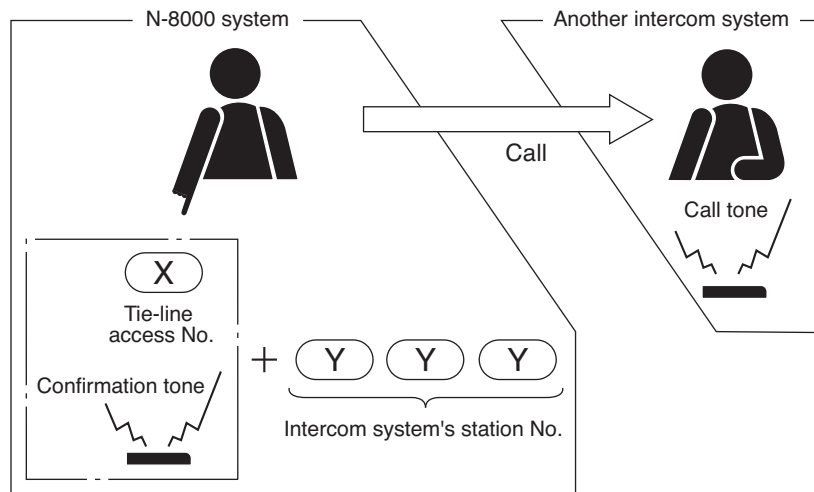 N-8000 system
Another intercom system
Call
Call tone
X
Tie-line
access No.
Confirmation tone
+
Y Y Y
Intercom system's station No.